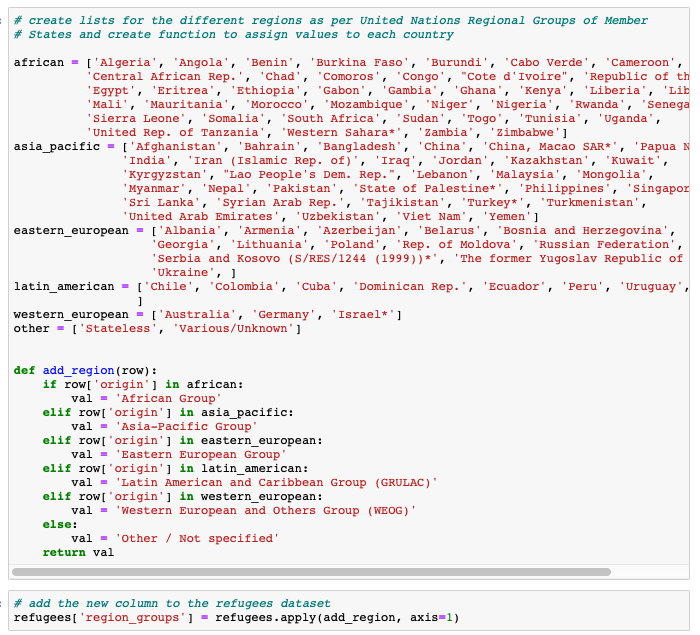 # create lists for the different regions as per United Nations Regional Groups of Member
# States and create function to assign values to each country
african = ['Algeria', 'Angola', 'Benin', 'Burkina Faso', 'Burundi', 'Cabo Verde', 'Cameroon',
'Central African Rep.', 'Chad', 'Comoros', 'Congo', "Cote d'Ivoire", 'Republic of th
'Egypt', 'Eritrea', 'Ethiopia', 'Gabon', 'Gambia', 'Ghana', 'Kenya', 'Liberia', 'Lib
'Mali', 'Mauritania', 'Morocco', 'Mozambique', 'Niger', 'Nigeria', 'Rwanda', 'Senega
'Sierra Leone', 'Somalia', 'South Africa', 'Sudan', 'Togo', 'Tunisia', 'Uganda',
'United Rep. of Tanzania', 'Western Sahara*', 'Zambia', 'Zimbabwe']
asia_pacific = ['Afghanistan', 'Bahrain', 'Bangladesh', 'China', 'China, Macao SAR*', 'Papua N
'India', 'Iran (Islamic Rep. of)', 'Iraq', 'Jordan', 'Kazakhstan', 'Kuwait',
'Kyrgyzstan', "Lao People's Dem. Rep.", 'Lebanon', 'Malaysia', 'Mongolia',
'Myanmar', 'Nepal', 'Pakistan', 'State of Palestine*', 'Philippines', 'Singapor
'Sri Lanka', 'Syrian Arab Rep.', 'Tajikistan', 'Turkey*', 'Turkmenistan',
'United Arab Emirates', 'Uzbekistan', 'Viet Nam', 'Yemen']
eastern_european = ['Albania', 'Armenia', 'Azerbeijan', 'Belarus', 'Bosnia and Herzegovina',
'Georgia', 'Lithuania', 'Poland', 'Rep. of Moldova', 'Russian Federation',
'Serbia and Kosovo (S/RES/1244 (1999))*', 'The former Yugoslav Republic of
'Ukraine', ]
latin_american = ['Chile', 'Colombia', 'Cuba', 'Dominican Rep.', 'Ecuador', 'Peru', 'Uruguay',
]
western_european = ['Australia', 'Germany', 'Israel*']
other = ['Stateless', 'Various/Unknown']
def add_region(row):
if row['origin'] in african:
val = 'African Group'
elif row['origin'] in asia_pacific:
val = 'Asia-Pacific Group'
elif row['origin'] in eastern_european:
val = 'Eastern European Group'
elif row['origin'] in latin_american:
val = 'Latin American and Caribbean Group (GRULAC)'
elif row['origin'] in western_european:
val = 'Western European and Others Group (WEOG)'
else:
val = 'Other / Not specified'
return val
# add the new column to the refugees dataset
refugees['region_groups'] = refugees.apply(add_region, axis=1)